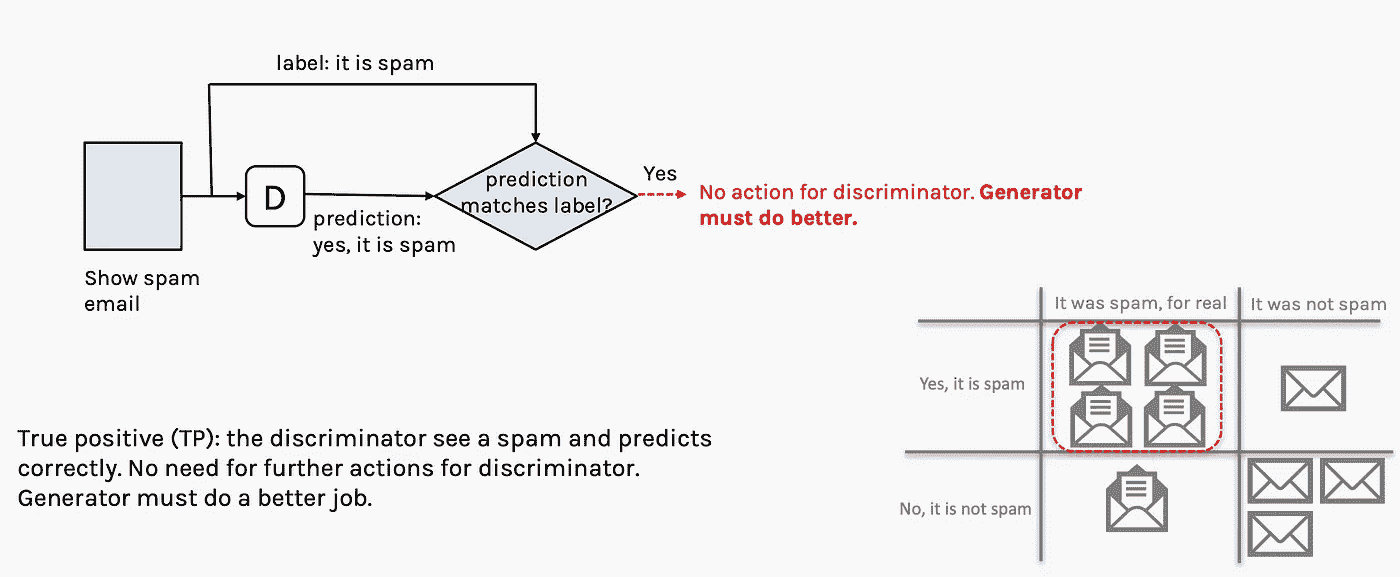 label: it is spam
D
prediction
matches label?
Yes
No action for discriminator. Generator
must do better.
prediction:
yes, it is spam
Show spam
email
It was spam, for real
It was not spam
Yes, it is spam
No, it is not spam
True positive (TP): the discriminator see a spam and predicts
correctly. No need for further actions for discriminator.
Generator must do a better job.